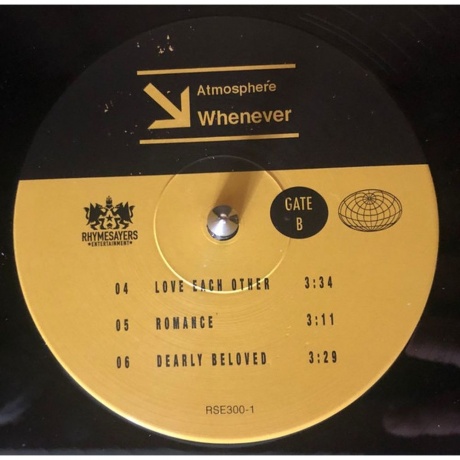 Atmosphere
Whenever
RHYMESAYERS
ENTERTAINMENT
GATE
B
04 LOVE EACH OTHER 3:34
05 ROMANCE 3:11
06 DEARLY BELOVED 3:29
RSE300-1